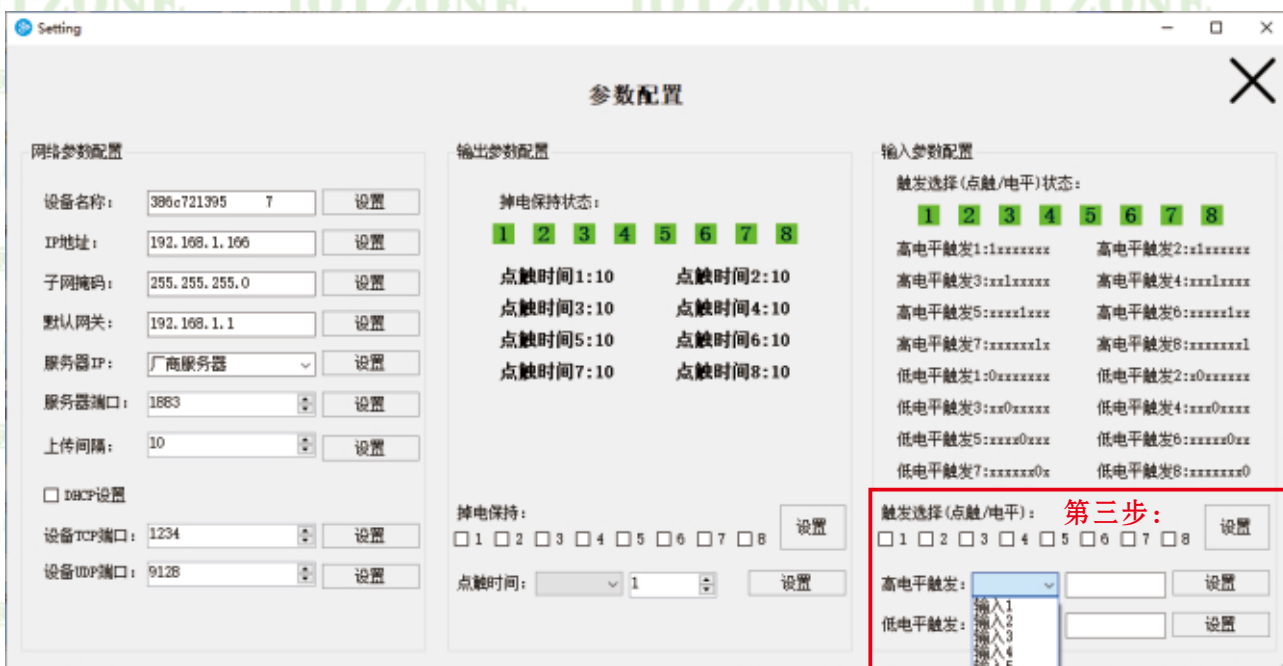 IOTZONE IOTZONE IOTZONE
Setting
参数配置
网络参数配置
设备名称: 386c721395 7 设置
IP地址: 192.168.1.166 设置
子网掩码: 255.255.255.0 设置
默认网关: 192.168.1.1 设置
服务器IP: 厂商服务器 设置
服务器端口: 1883 设置
上传间隔: 10 设置
DHCP设置
设备TCP端口: 1234 设置
设备UDP端口: 9128 设置
输出参数配置
掉电保持状态:
1 2 3 4 5 6 7 8
点触时间1:10 点触时间2:10
点触时间3:10 点触时间4:10
点触时间5:10 点触时间6:10
点触时间7:10 点触时间8:10
掉电保持:
1 2 3 4 5 6 7 8 设置
点触时间: 1 设置
输入参数配置
触发选择(点触/电平)状态:
1 2 3 4 5 6 7 8
高电平触发1:1xxxxxxx 高电平触发2:x1xxxxxx
高电平触发3:xx1xxxxx 高电平触发4:xxx1xxxx
高电平触发5:xxxx1xxx 高电平触发6:xxxxx1xx
高电平触发7:xxxxxx1x 高电平触发8:xxxxxxx1
低电平触发1:0xxxxxxx 低电平触发2:x0xxxxxx
低电平触发3:xx0xxxxx 低电平触发4:xxx0xxxx
低电平触发5:xxxx0xxx 低电平触发6:xxxxx0xx
低电平触发7:xxxxxx0x 低电平触发8:xxxxxxx0
触发选择(点触/电平): 第三步:
1 2 3 4 5 6 7 8 设置
高电平触发: 设置
输入1
输入2
低电平触发: 输入3 设置
输入4
输入5